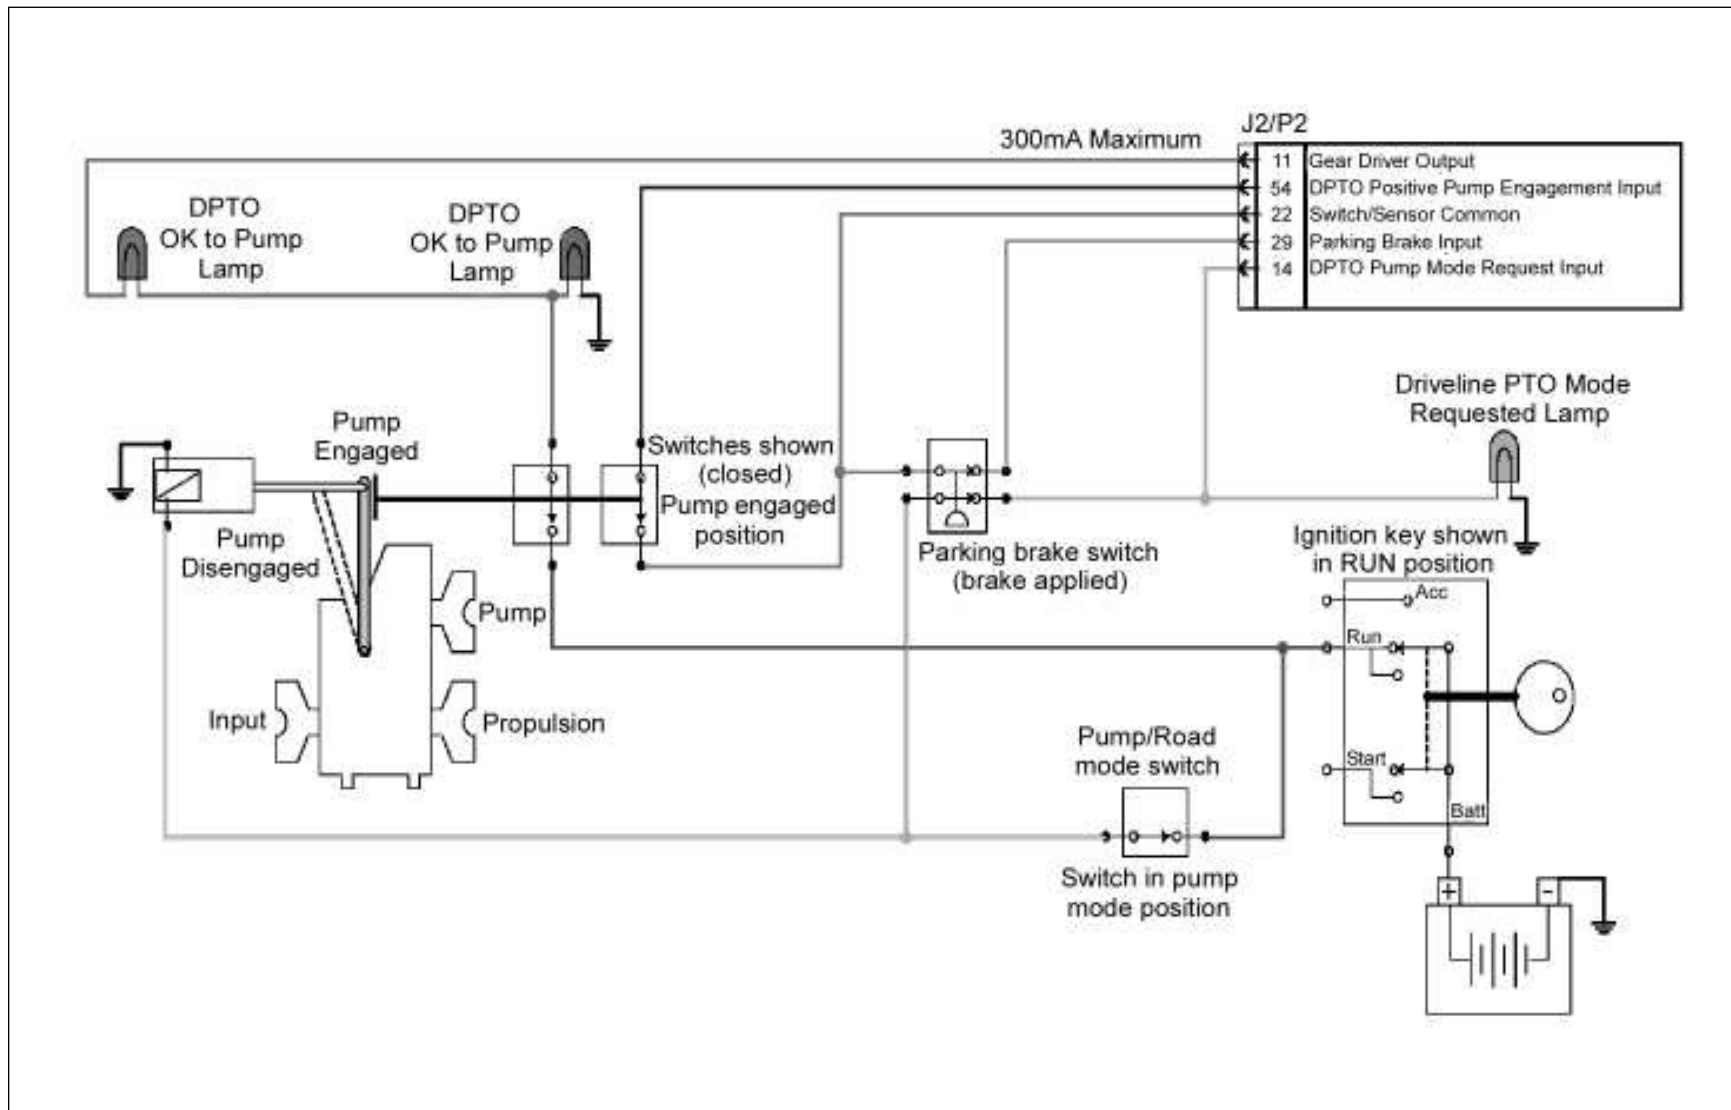 J2/P2
300mA Maximum
11 Gear Driver Output
54 DPTO Positive Pump Engagement Input
22 Switch/Sensor Common
29 Parking Brake Input
14 DPTO Pump Mode Request Input
DPTO
OK to Pump
Lamp
DPTO
OK to Pump
Lamp
Driveline PTO Mode
Requested Lamp
Pump
Engaged
Switches shown
(closed)
Pump engaged
position
Pump
Disengaged
Parking brake switch
(brake applied)
Ignition key shown
in RUN position
Acc
Run
Start
Batt
Pump
Input
Propulsion
Pump/Road
mode switch
Switch in pump
mode position
+
-